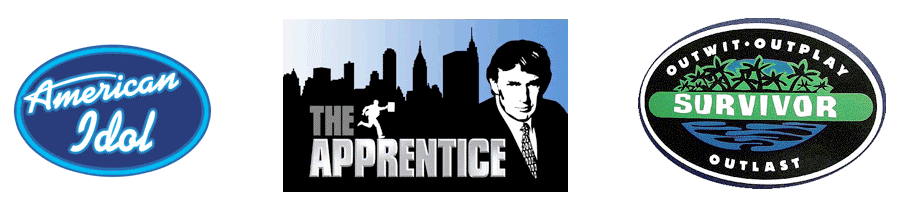 American
Idol
THE
APPRENTICE
OUTWIT·OUTPLAY
SURVIVOR
OUTLAST